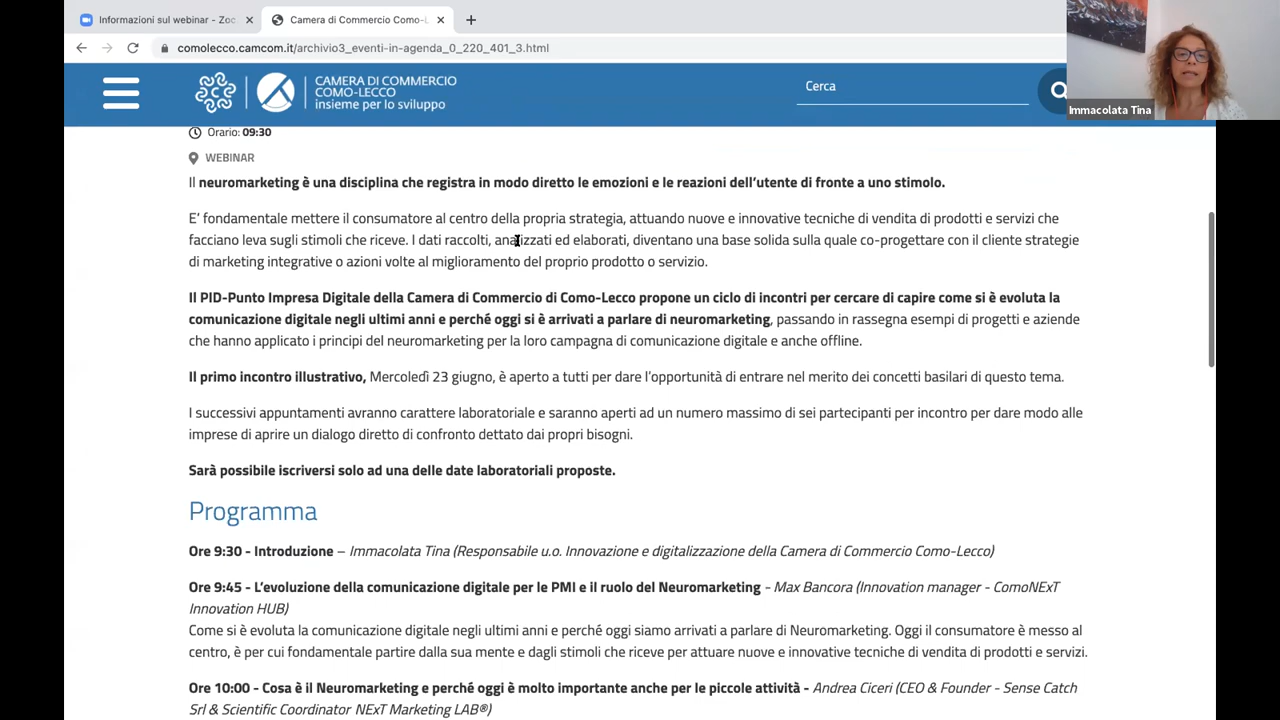 Informazioni sul webinar - Zoc
Camera di Commercio Como-L
comolecco.camcom.it/archivio3_eventi-in-agenda_0_220_401_3.html
CAMERA DI COMMERCIO
COMO-LECCO
insieme per lo sviluppo
Cerca
Immacolata Tina
Orario: 09:30
WEBINAR
Il neuromarketing è una disciplina che registra in modo diretto le emozioni e le reazioni dell'utente di fronte a uno stimolo.
E' fondamentale mettere il consumatore al centro della propria strategia, attuando nuove e innovative tecniche di vendita di prodotti e servizi che
facciano leva sugli stimoli che riceve. I dati raccolti, analizzati ed elaborati, diventano una base solida sulla quale co-progettare con il cliente strategie
di marketing integrative o azioni volte al miglioramento del proprio prodotto o servizio.
Il PID-Punto Impresa Digitale della Camera di Commercio di Como-Lecco propone un ciclo di incontri per cercare di capire come si è evoluta la
comunicazione digitale negli ultimi anni e perché oggi si è arrivati a parlare di neuromarketing, passando in rassegna esempi di progetti e aziende
che hanno applicato i principi del neuromarketing per la loro campagna di comunicazione digitale e anche offline.
Il primo incontro illustrativo, Mercoledì 23 giugno, è aperto a tutti per dare l'opportunità di entrare nel merito dei concetti basilari di questo tema.
I successivi appuntamenti avranno carattere laboratoriale e saranno aperti ad un numero massimo di sei partecipanti per incontro per dare modo alle
imprese di aprire un dialogo diretto di confronto dettato dai propri bisogni.
Sarà possibile iscriversi solo ad una delle date laboratoriali proposte.
Programma
Ore 9:30 - Introduzione – Immacolata Tina (Responsabile u.o. Innovazione e digitalizzazione della Camera di Commercio Como-Lecco)
Ore 9:45 - L'evoluzione della comunicazione digitale per le PMI e il ruolo del Neuromarketing - Max Bancora (Innovation manager - ComoNExT
Innovation HUB)
Come si è evoluta la comunicazione digitale negli ultimi anni e perché oggi siamo arrivati a parlare di Neuromarketing. Oggi il consumatore è messo al
centro, è per cui fondamentale partire dalla sua mente e dagli stimoli che riceve per attuare nuove e innovative tecniche di vendita di prodotti e servizi.
Ore 10:00 - Cosa è il Neuromarketing e perché oggi è molto importante anche per le piccole attività - Andrea Ciceri (CEO & Founder - Sense Catch
Srl & Scientific Coordinator NExT Marketing LAB®)